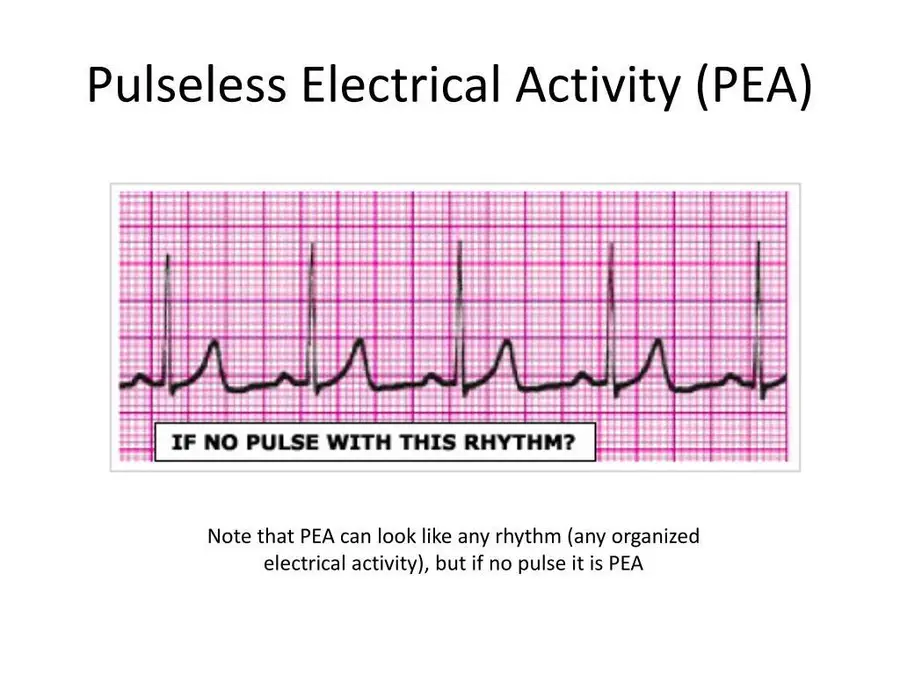 Pulseless Electrical Activity (PEA)
IF NO PULSE WITH THIS RHYTHM?
Note that PEA can look like any rhythm (any organized
electrical activity), but if no pulse it is PEA